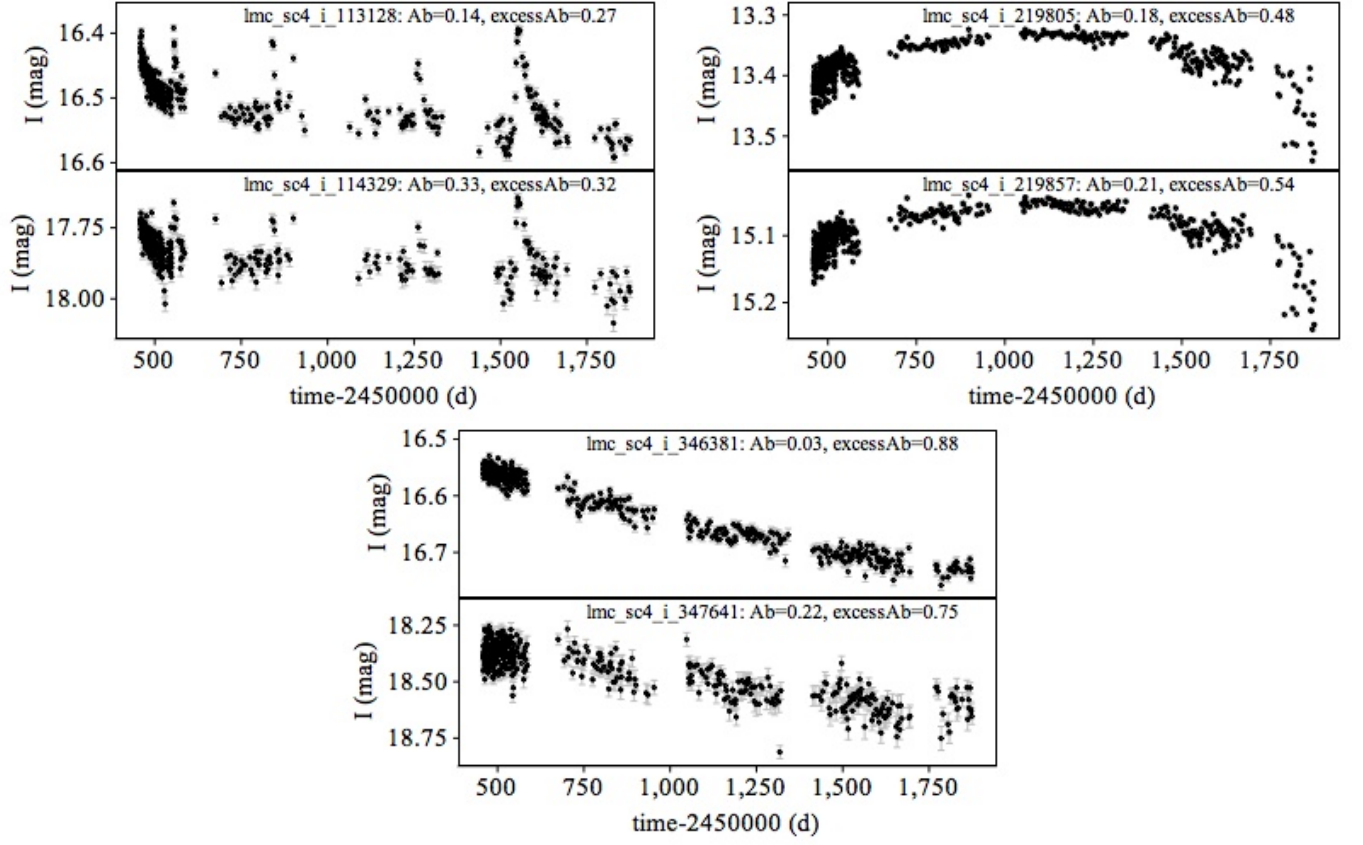 lmc_sc4_i_113128: Ab=0.14, excessAb=0.27
16.4
16.5
16.6
I (mag)
lmc_sc4_i_114329: Ab=0.33, excessAb=0.32
17.75
18.00
I (mag)
500 750 1,000 1,250 1,500 1,750
time-2450000 (d)
lmc_sc4_i_219805: Ab=0.18, excessAb=0.48
13.3
13.4
13.5
I (mag)
lmc_sc4_i_219857: Ab=0.21, excessAb=0.54
15.1
15.2
I (mag)
500 750 1,000 1,250 1,500 1,750
time-2450000 (d)
lmc_sc4_i_346381: Ab=0.03, excessAb=0.88
16.5
16.6
16.7
I (mag)
lmc_sc4_i_347641: Ab=0.22, excessAb=0.75
18.25
18.50
18.75
I (mag)
500 750 1,000 1,250 1,500 1,750
time-2450000 (d)